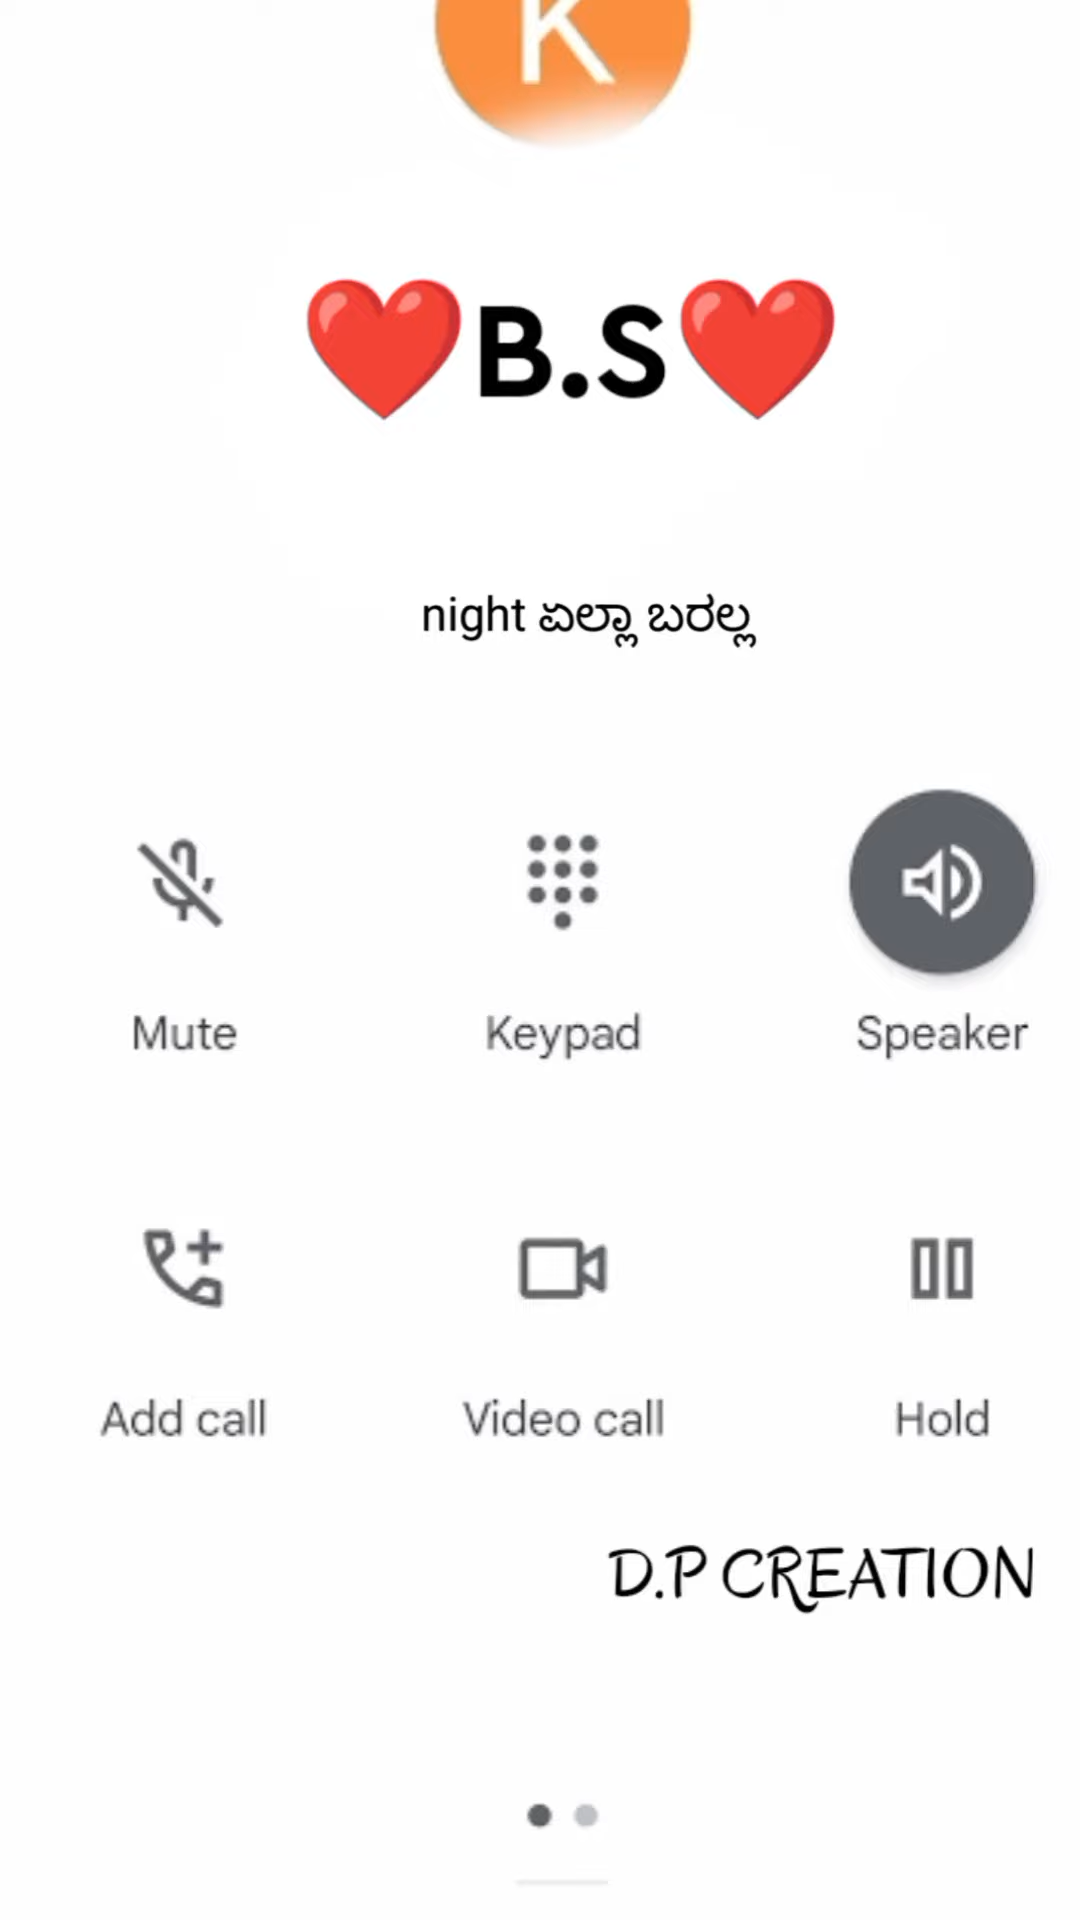 K
❤️B.S❤️
night ಏಲ್ಲಾ ಬರಲ್ಲ
Mute Keypad Speaker
Add call Video call Hold
D.P CREATION